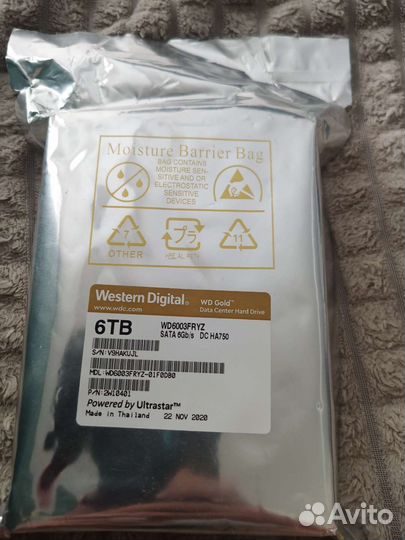 Moisture Barrier Bag
BAG CONTAINS
MOISTURE SEN-
SITIVE AND OR
ELECTROSTATIC
SENSITIVE
DEVICES
7
OTHER
プラ
11
Western Digital®
www.wdc.com
WD Gold™
Data Center Hard Drive
6TB
WD6003FRYZ
SATA 6Gb/s DC HA750
S/N: V9HAKUJL
MDL: WD6003FRYZ-01F0DB0
P/N: 2W10401
Powered by Ultrastar™
Made in Thailand 22 NOV 2020
Avito